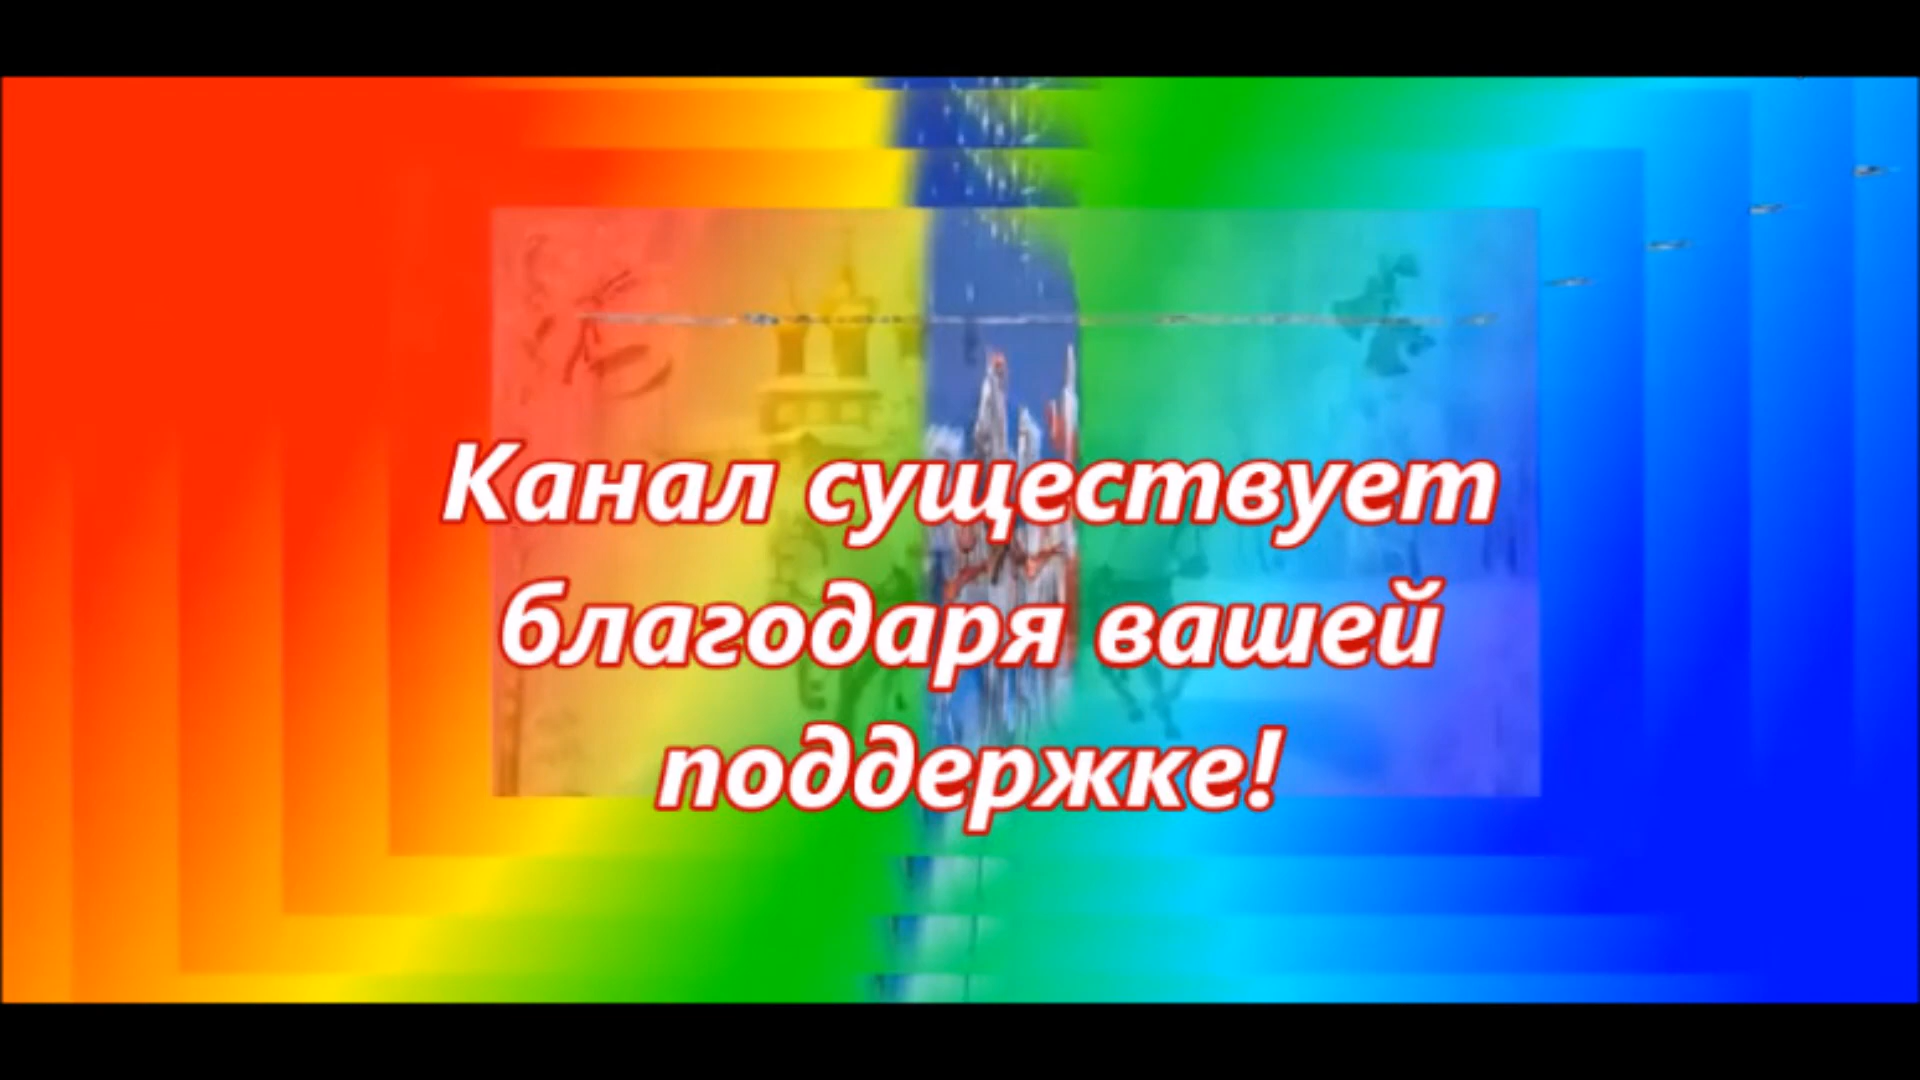 Канал существует
благодаря вашей
поддержке!